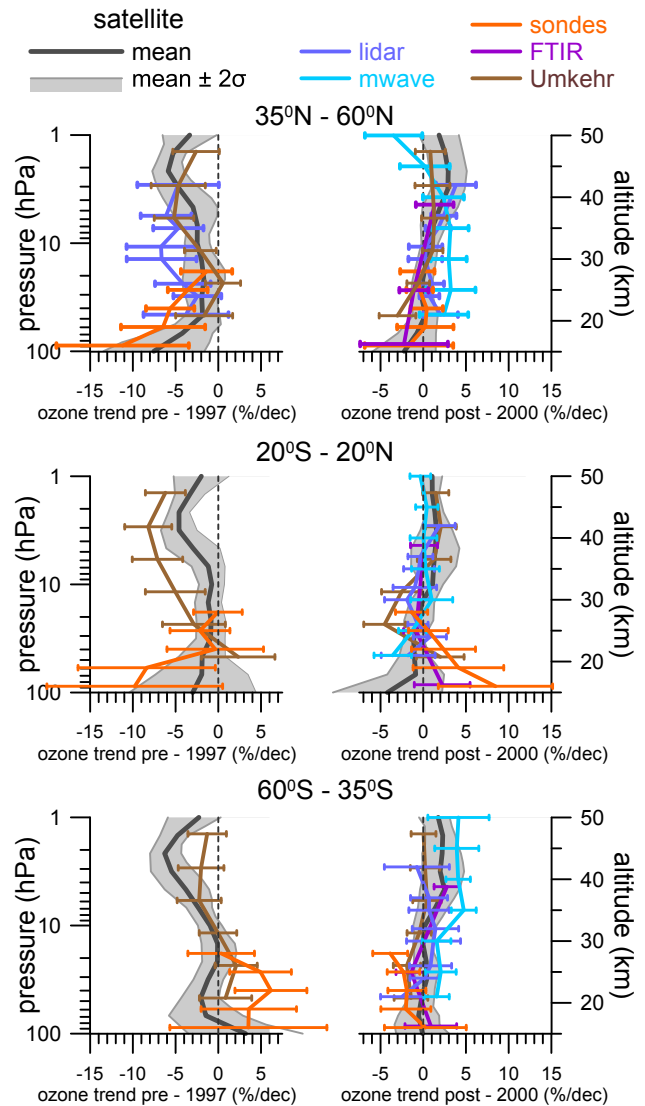 satellite
mean
mean ± 2σ
lidar
mwave
sondes
FTIR
Umkehr
35⁰N - 60⁰N
pressure (hPa)
1
10
100
-15 -10 -5 0 5
ozone trend pre - 1997 (%/dec)
-5 0 5 10 15
ozone trend post - 2000 (%/dec)
50
40
30
20
altitude (km)
20⁰S - 20⁰N
pressure (hPa)
1
10
100
-15 -10 -5 0 5
ozone trend pre - 1997 (%/dec)
-5 0 5 10 15
ozone trend post - 2000 (%/dec)
50
40
30
20
altitude (km)
60⁰S - 35⁰S
pressure (hPa)
1
10
100
-15 -10 -5 0 5
ozone trend pre - 1997 (%/dec)
-5 0 5 10 15
ozone trend post - 2000 (%/dec)
50
40
30
20
altitude (km)